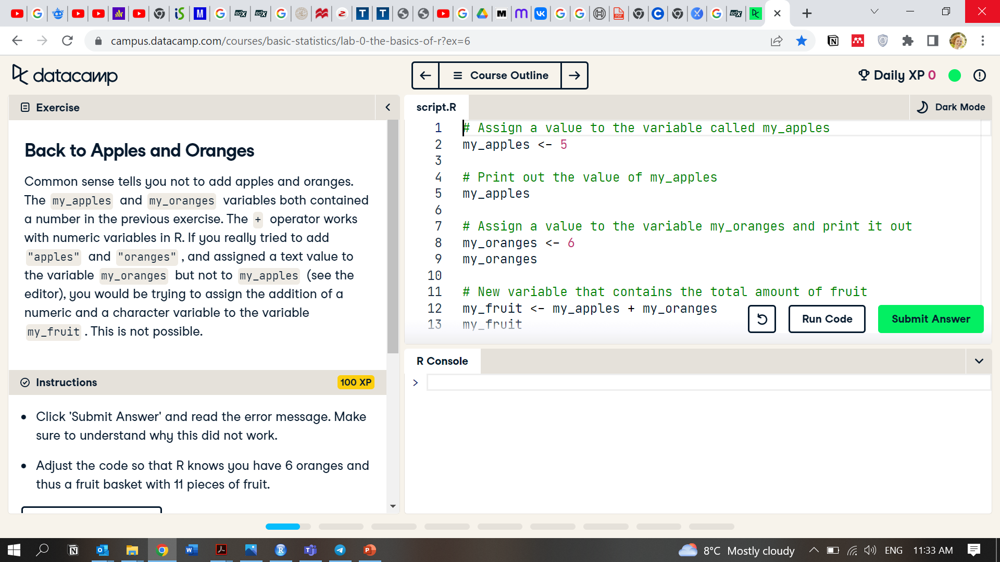 campus.datacamp.com/courses/basic-statistics/lab-0-the-basics-of-r?ex=6
datacamp
Course Outline
Daily XP 0
Exercise
Back to Apples and Oranges
Common sense tells you not to add apples and oranges.
The my_apples and my_oranges variables both contained
a number in the previous exercise. The + operator works
with numeric variables in R. If you really tried to add
"apples" and "oranges", and assigned a text value to
the variable my_oranges but not to my_apples (see the
editor), you would be trying to assign the addition of a
numeric and a character variable to the variable
my_fruit. This is not possible.
Instructions
100 XP
• Click 'Submit Answer' and read the error message. Make
sure to understand why this did not work.
• Adjust the code so that R knows you have 6 oranges and
thus a fruit basket with 11 pieces of fruit.
script.R
Dark Mode
1 # Assign a value to the variable called my_apples
2 my_apples <- 5
3
4 # Print out the value of my_apples
5 my_apples
6
7 # Assign a value to the variable my_oranges and print it out
8 my_oranges <- 6
9 my_oranges
10
11 # New variable that contains the total amount of fruit
12 my_fruit <- my_apples + my_oranges
13 my_fruit
Run Code
Submit Answer
R Console
>
8°C Mostly cloudy
ENG
11:33 AM